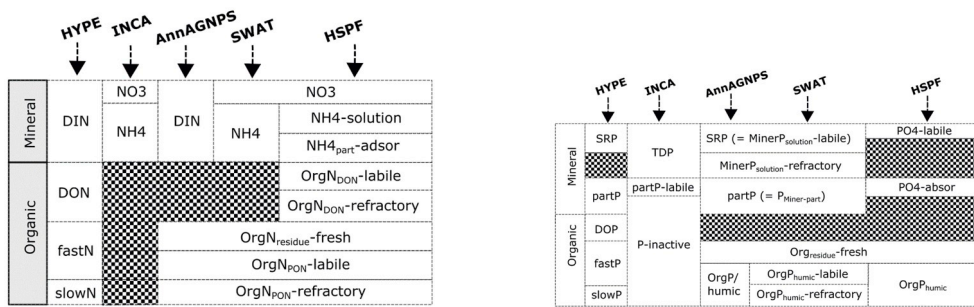 HYPE INCA AnnAGNPS SWAT HSPF
Mineral
DIN
NO3
NH4
DIN
NO3
NH4
NH4-solution
NH4part-adsor
Organic
DON
OrgNDON-labile
OrgNDON-refractory
fastN
OrgNresidue-fresh
OrgNPON-labile
slowN
OrgNPON-refractory
HYPE INCA AnnAGNPS SWAT HSPF
Mineral
SRP
TDP
SRP (= MinerPsolution-labile)
PO4-labile
MinerPsolution-refractory
partP
partP-labile
partP (= PMiner-part)
PO4-absor
Organic
DOP
P-inactive
fastP
Orgresidue-fresh
slowP
OrgP/
humic
OrgPhumic-labile
OrgPhumic-refractory
OrgPhumic